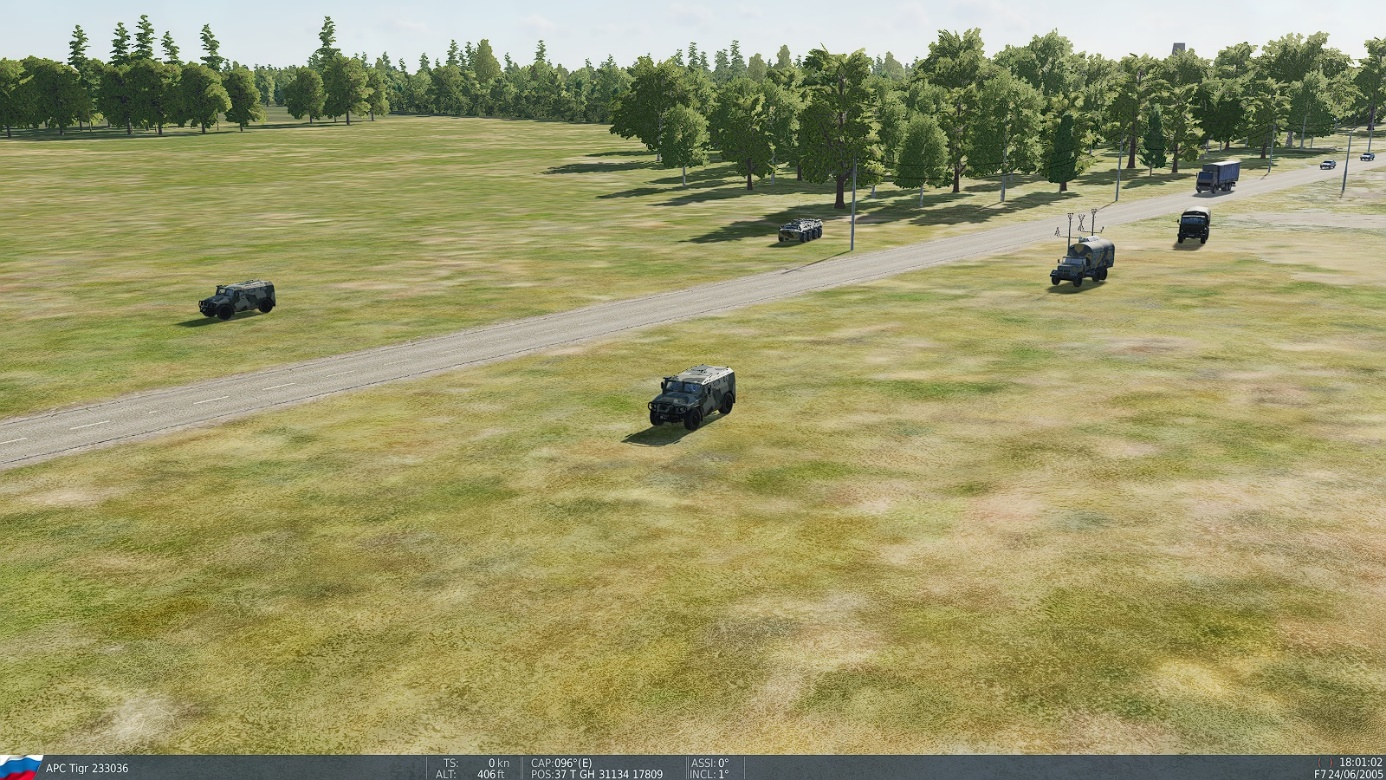 APC Tigr 233036
TS: 0 kn
ALT: 406 ft
CAP:096°(E)
POS:37 T GH 31134 17809
ASSI: 0°
INCL: 1°
18:01:02
F7 24/06/2005